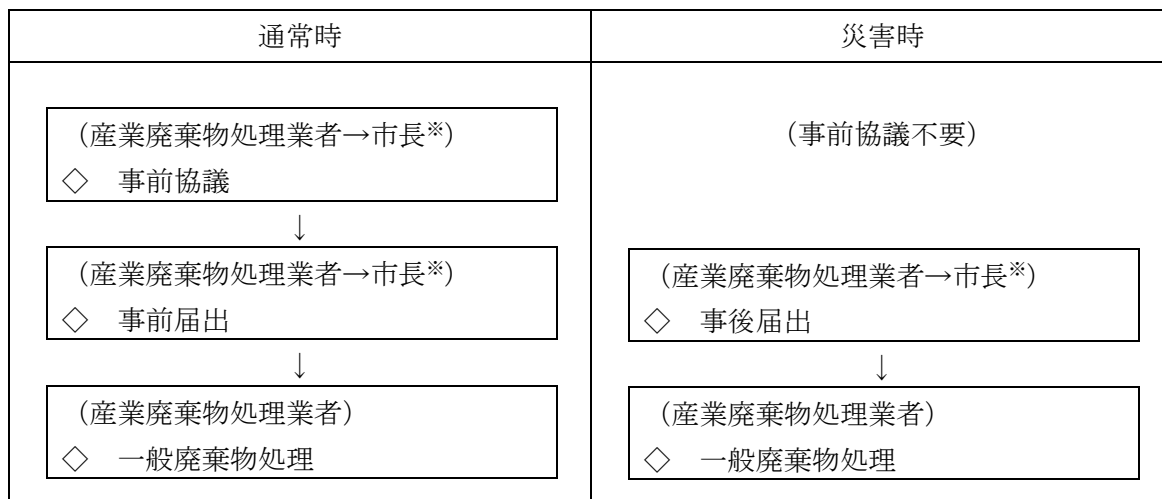 通常時
災害時
(産業廃棄物処理業者→市長※)
◇ 事前協議
↓
(産業廃棄物処理業者→市長※)
◇ 事前届出
↓
(産業廃棄物処理業者)
◇ 一般廃棄物処理
(事前協議不要)
(産業廃棄物処理業者→市長※)
◇ 事後届出
↓
(産業廃棄物処理業者)
◇ 一般廃棄物処理